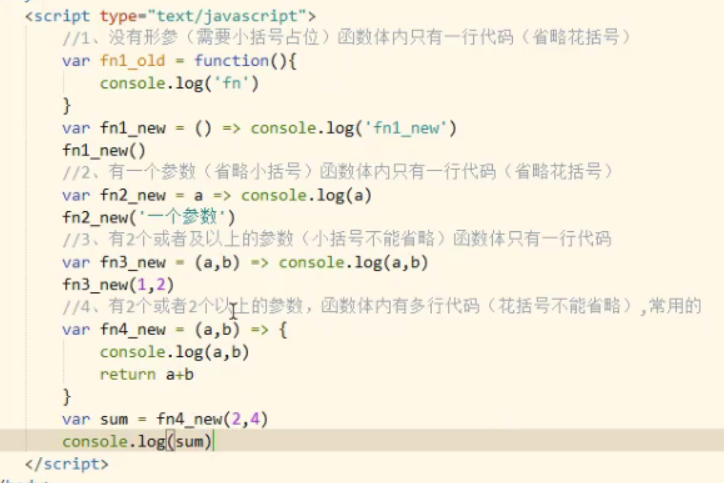 <script type="text/javascript">
//1、没有形参（需要小括号占位）函数体内只有一行代码（省略花括号）
var fn1_old = function(){
console.log('fn')
}
var fn1_new = () => console.log('fn1_new')
fn1_new()
//2、有一个参数（省略小括号）函数体内只有一行代码（省略花括号）
var fn2_new = a => console.log(a)
fn2_new('一个参数')
//3、有2个或者及以上的参数（小括号不能省略）函数体只有一行代码
var fn3_new = (a,b) => console.log(a,b)
fn3_new(1,2)
//4、有2个或者2个以上的参数，函数体内有多行代码（花括号不能省略）,常用的
var fn4_new = (a,b) => {
console.log(a,b)
return a+b
}
var sum = fn4_new(2,4)
console.log(sum)
</script>